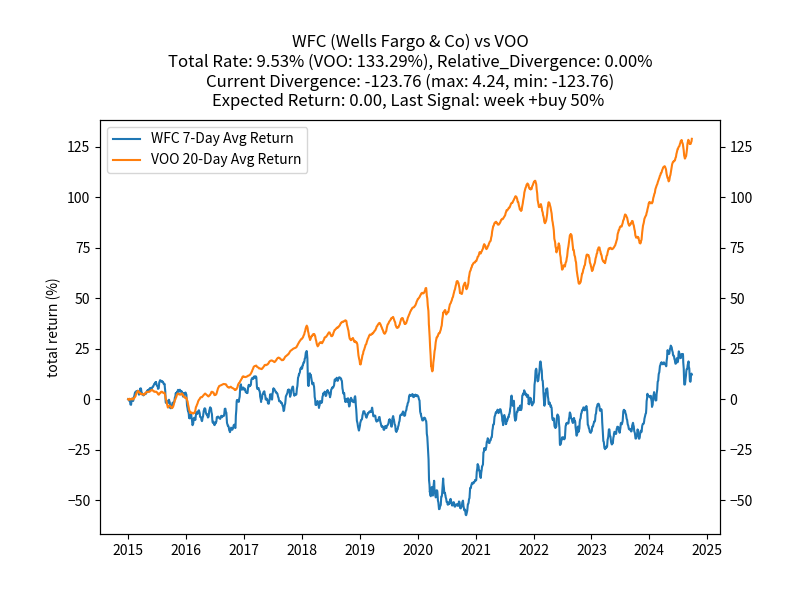 WFC (Wells Fargo & Co) vs VOO
Total Rate: 9.53% (VOO: 133.29%), Relative_Divergence: 0.00%
Current Divergence: -123.76 (max: 4.24, min: -123.76)
Expected Return: 0.00, Last Signal: week +buy 50%
WFC 7-Day Avg Return
VOO 20-Day Avg Return
total return (%)
125 125
100 100
75 75
50 50
25 25
0 0
−25 −25
−50 −50
2015 2016 2017 2018 2019 2020 2021 2022 2023 2024 2025